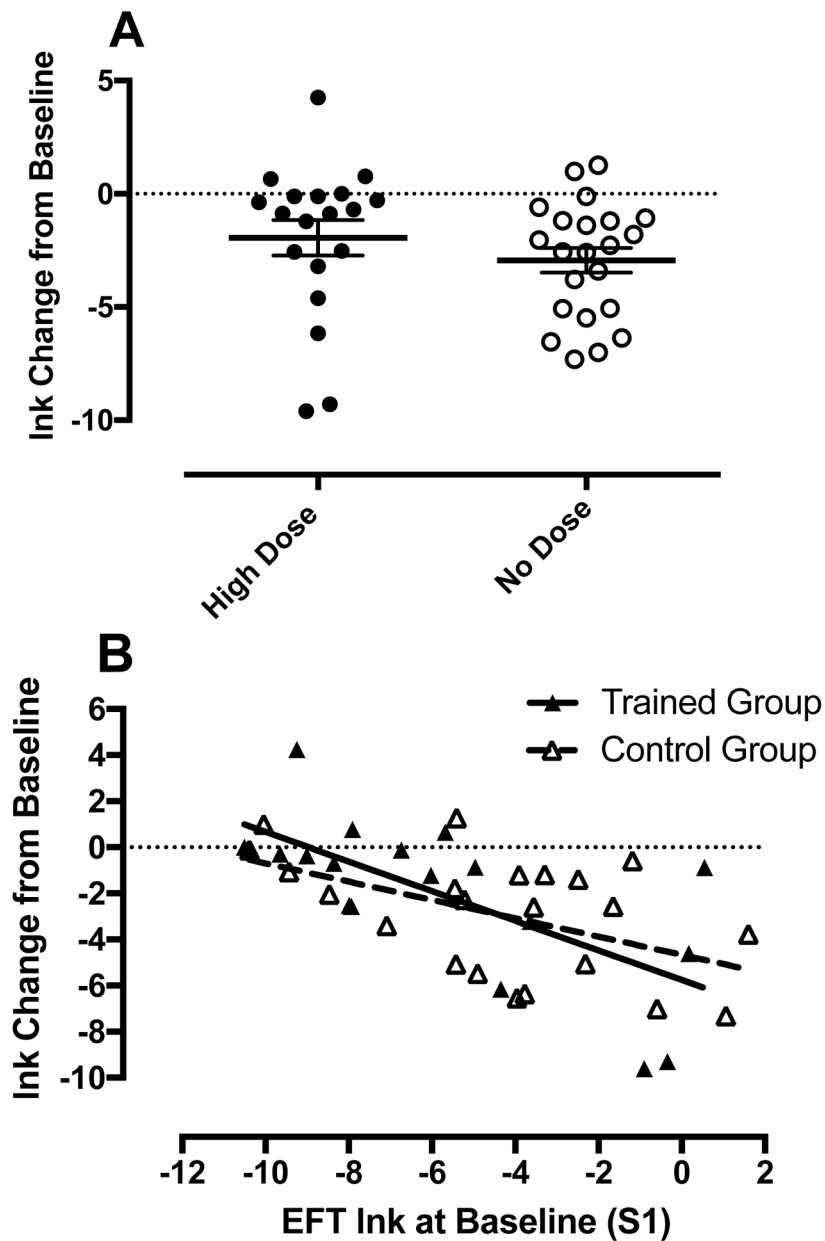 A
Ink Change from Baseline
5
0
-5
-10
High Dose
No Dose
B
Ink Change from Baseline
6
4
2
0
-2
-4
-6
-8
-10
Trained Group
Control Group
-12 -10 -8 -6 -4 -2 0 2
EFT Ink at Baseline (S1)